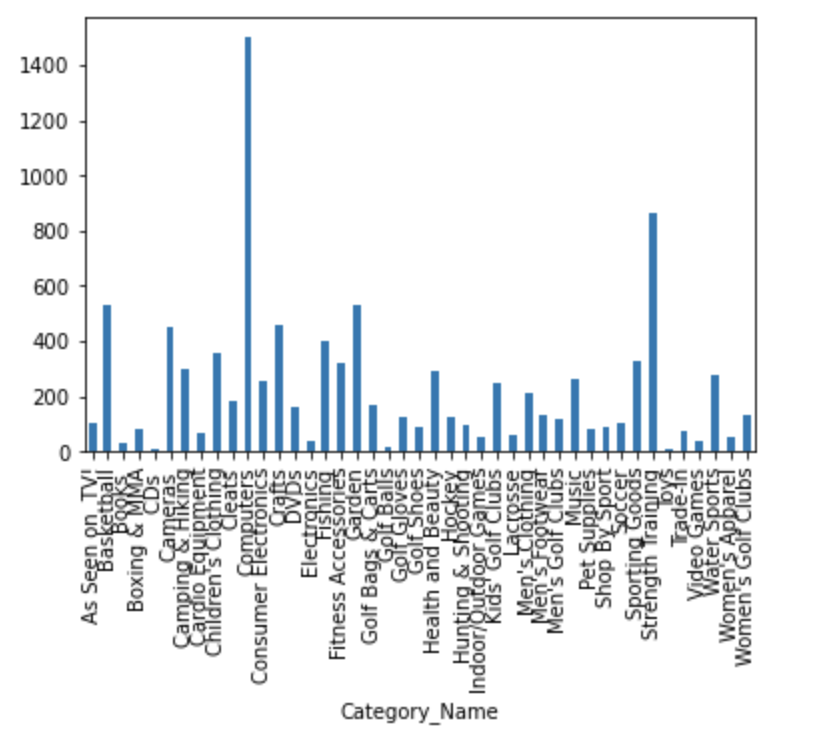 1400
1200
1000
800
600
400
200
0
As Seen on TV!
Basketball
Books
Boxing & MMA
CDs
Cameras
Camping & Hiking
Cardio Equipment
Children's Clothing
Cleats
Computers
Consumer Electronics
Crafts
DVDs
Electronics
Fishing
Fitness Accessories
Garden
Golf Bags & Carts
Golf Balls
Golf Gloves
Golf Shoes
Health and Beauty
Hockey
Hunting & Shooting
Indoor/Outdoor Games
Kids' Golf Clubs
Lacrosse
Men's Clothing
Men's Footwear
Men's Golf Clubs
Music
Pet Supplies
Shop By Sport
Soccer
Sporting Goods
Strength Training
Toys
Trade-In
Video Games
Water Sports
Women's Apparel
Women's Golf Clubs
Category_Name